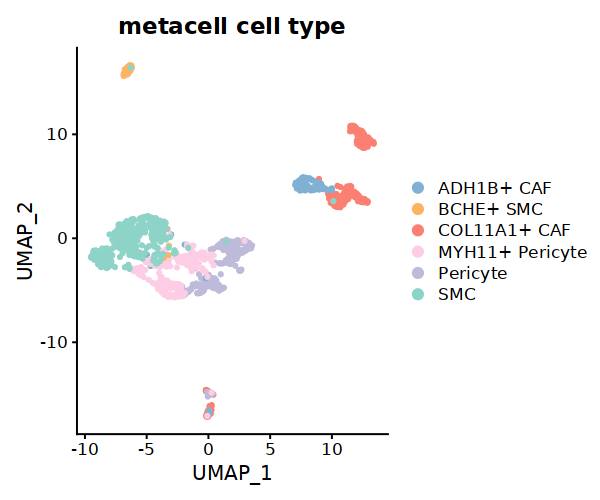 metacell cell type
UMAP_2
10
0
-10
-10
-5
0
5
10
UMAP_1
ADH1B+ CAF
BCHE+ SMC
COL11A1+ CAF
MYH11+ Pericyte
Pericyte
SMC